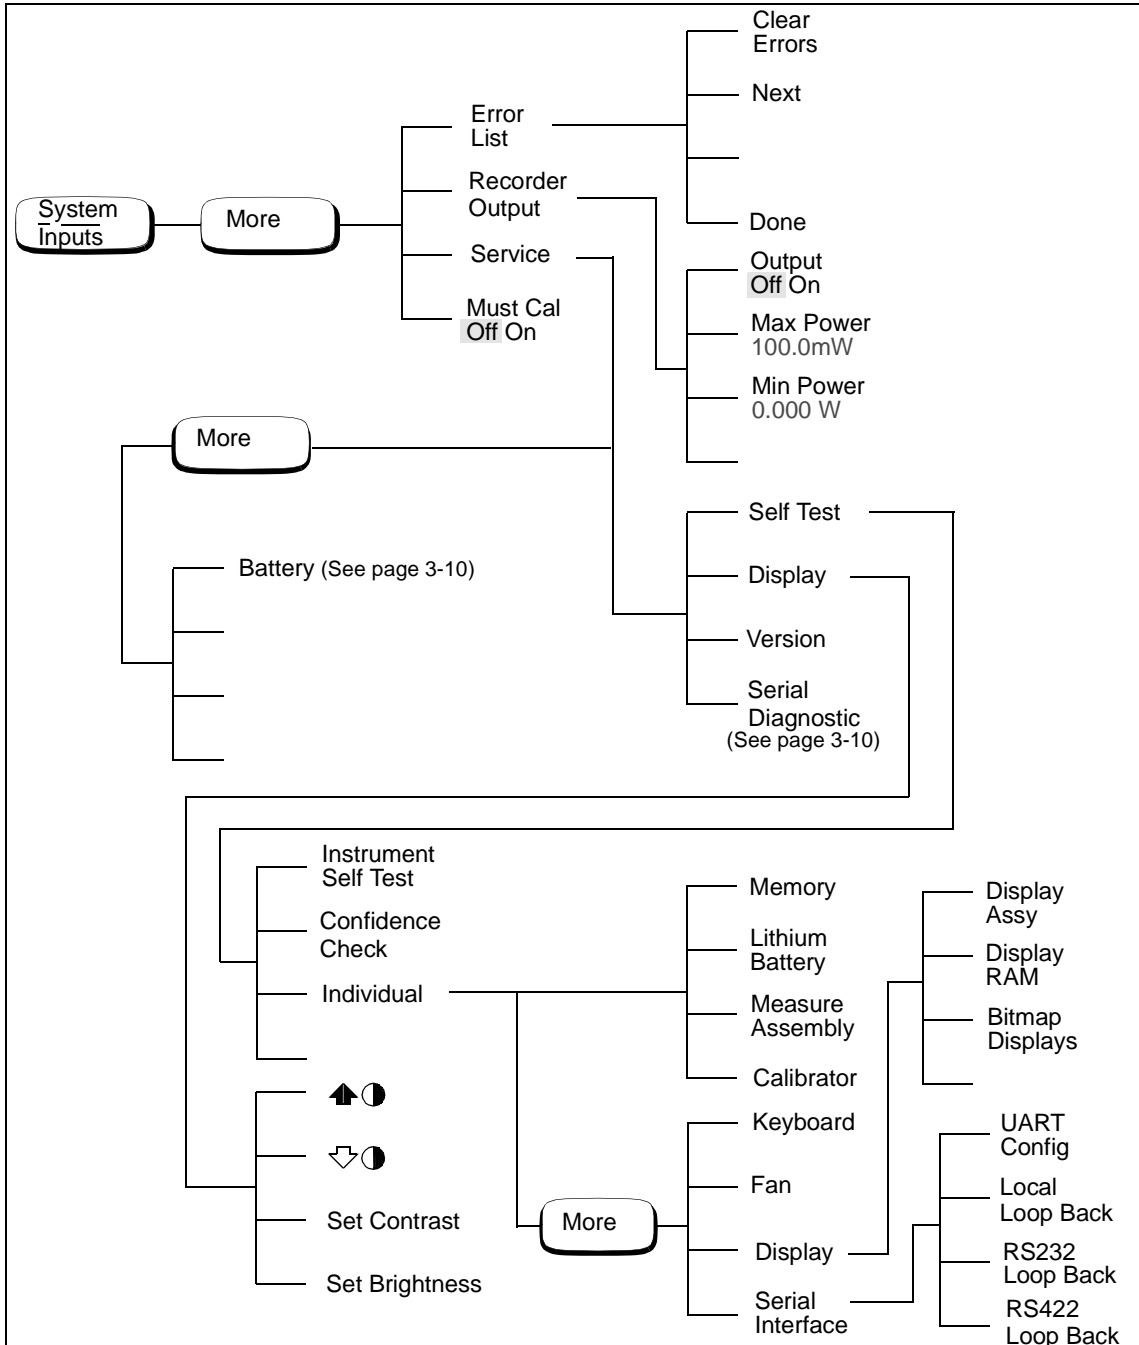 Clear
Errors
Next
Done
Error
List
Recorder
Output
Service
Must Cal
Off On
System
Inputs
More
Output
Off On
Max Power
100.0mW
Min Power
0.000 W
More
Battery (See page 3-10)
Self Test
Display
Version
Serial
Diagnostic
(See page 3-10)
Instrument
Self Test
Confidence
Check
Individual
Set Contrast
Set Brightness
Memory
Lithium
Battery
Measure
Assembly
Calibrator
More
Keyboard
Fan
Display
Serial
Interface
Display
Assy
Display
RAM
Bitmap
Displays
UART
Config
Local
Loop Back
RS232
Loop Back
RS422
Loop Back